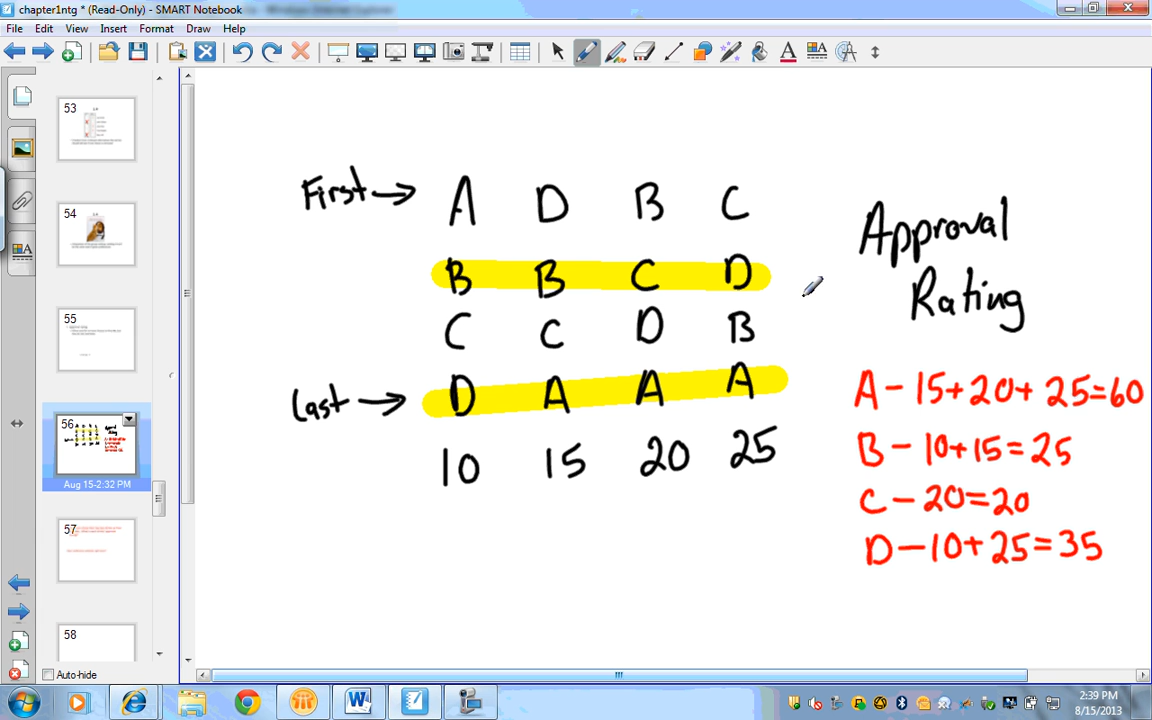 chapter1ntg * (Read-Only) - SMART Notebook
File Edit View Insert Format Draw Help
53
54
55
56
Aug 15-2:32 PM
57
58
Auto-hide
First → A D B C
B B C D
C C D B
Last → D A A A
10 15 20 25
Approval
Rating
A - 15+20+25=60
B - 10+15=25
C - 20=20
D - 10+25=35
2:39 PM
8/15/2013